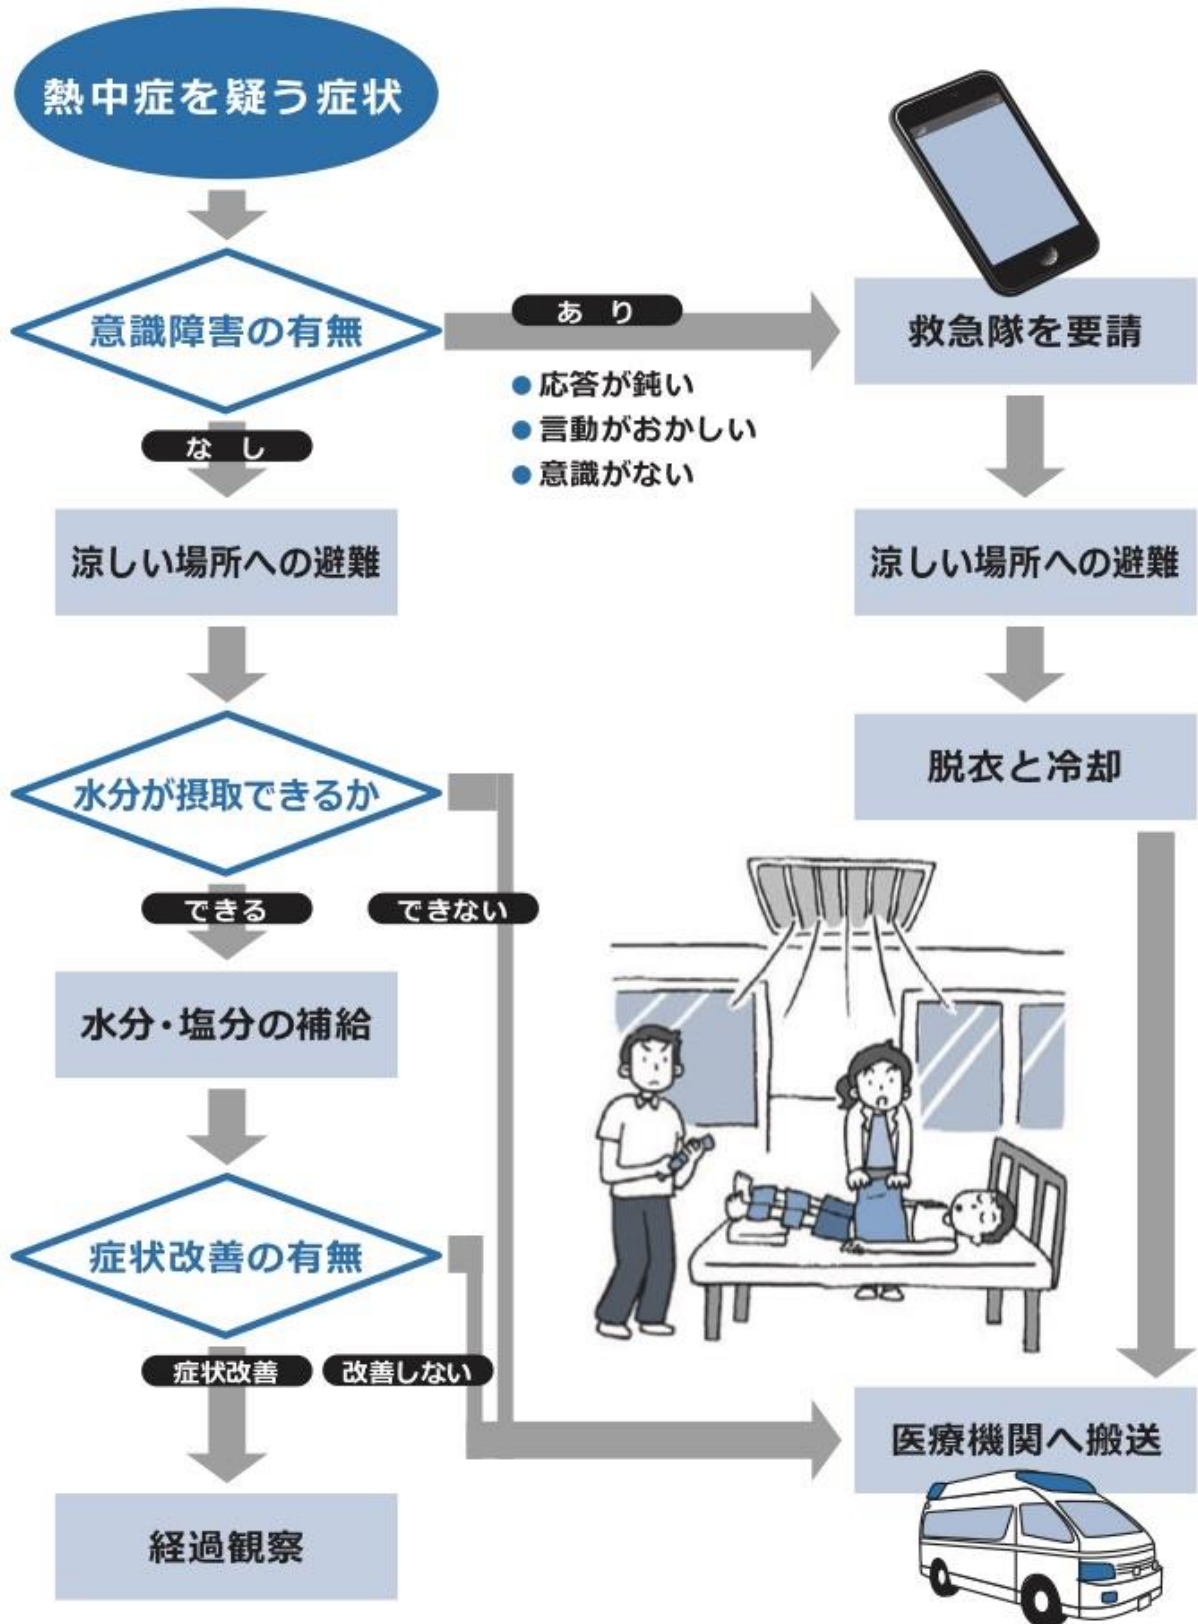 熱中症を疑う症状
意識障害の有無
あり
救急隊を要請
● 応答が鈍い
● 言動がおかしい
● 意識がない
なし
涼しい場所への避難
涼しい場所への避難
水分が摂取できるか
脱衣と冷却
できる
できない
水分・塩分の補給
症状改善の有無
症状改善
改善しない
医療機関へ搬送
経過観察